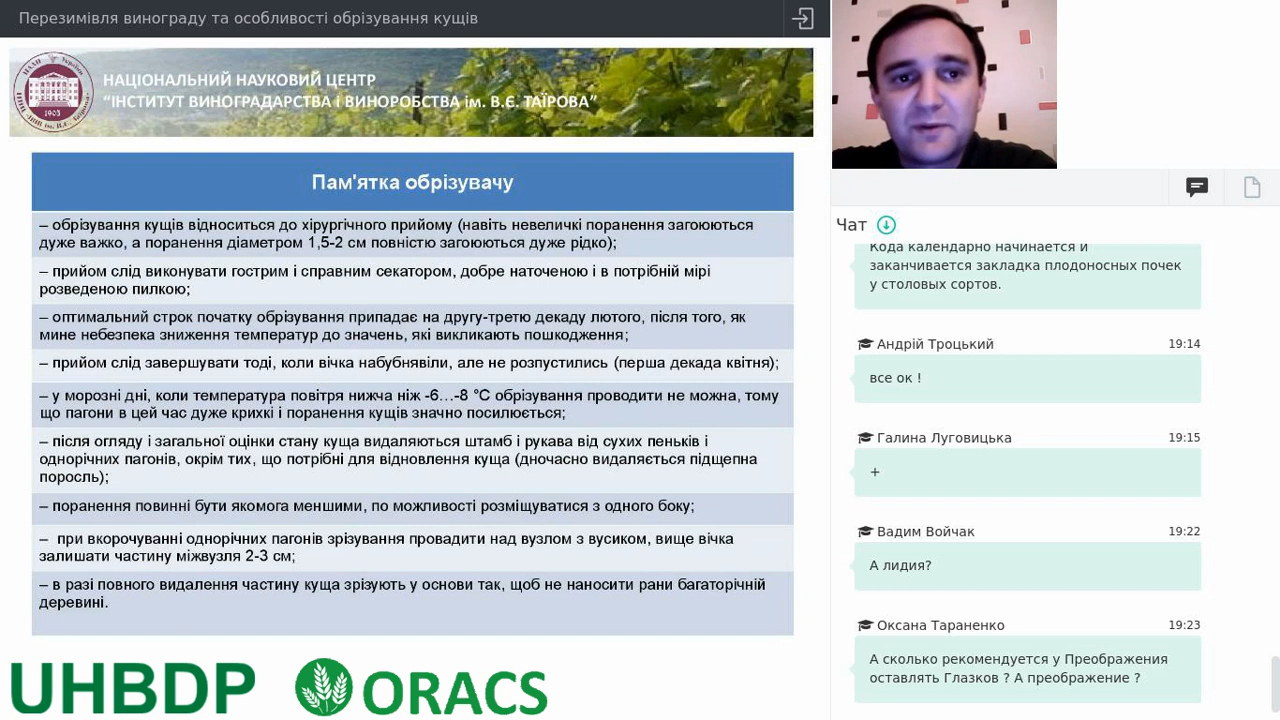 Перезимівля винограду та особливості обрізування кущів
НАЦІОНАЛЬНИЙ НАУКОВИЙ ЦЕНТР
"ІНСТИТУТ ВИНОГРАДАРСТВА і ВИНОРОБСТВА ім. В.Є. ТАЇРОВА"
1905
Пам'ятка обрізувачу
– обрізування кущів відноситься до хірургічного прийому (навіть невеличкі поранення загоюються
дуже важко, а поранення діаметром 1,5-2 см повністю загоюються дуже рідко);
– прийом слід виконувати гострим і справним секатором, добре наточеною і в потрібній мірі
розведеною пилкою;
– оптимальний строк початку обрізування припадає на другу-третю декаду лютого, після того, як
мине небезпека зниження температур до значень, які викликають пошкодження;
– прийом слід завершувати тоді, коли вічка набубнявіли, але не розпустились (перша декада квітня);
– у морозні дні, коли температура повітря нижча ніж -6…-8 °С обрізування проводити не можна, тому
що пагони в цей час дуже крихкі і поранення кущів значно посилюється;
– після огляду і загальної оцінки стану куща видаляються штамб і рукава від сухих пеньків і
однорічних пагонів, окрім тих, що потрібні для відновлення куща (дночасно видаляється підщепна
поросль);
– поранення повинні бути якомога меншими, по можливості розміщуватися з одного боку;
– при вкорочуванні однорічних пагонів зрізування провадити над вузлом з вусиком, вище вічка
залишати частину міжвузля 2-3 см;
– в разі повного видалення частину куща зрізують у основи так, щоб не наносити рани багаторічній
деревині.
UHBDP
ORACS
Чат
Кода календарно начинается и
заканчивается закладка плодоносных почек
у столовых сортов.
Андрій Троцький 19:14
все ок !
Галина Луговицька 19:15
+
Вадим Войчак 19:22
А лидия?
Оксана Тараненко 19:23
А сколько рекомендуется у Преображения
оставлять Глазков ? А преображение ?